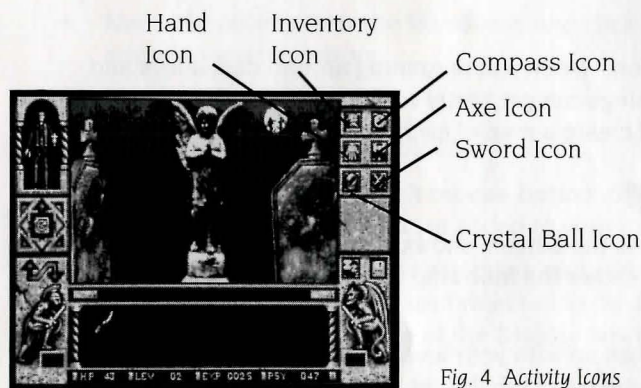 Hand Icon
Inventory Icon
Compass Icon
Axe Icon
Sword Icon
Crystal Ball Icon
HP 43 LEV 02 EXP 0025 PSY 047
Fig. 4 Activity Icons